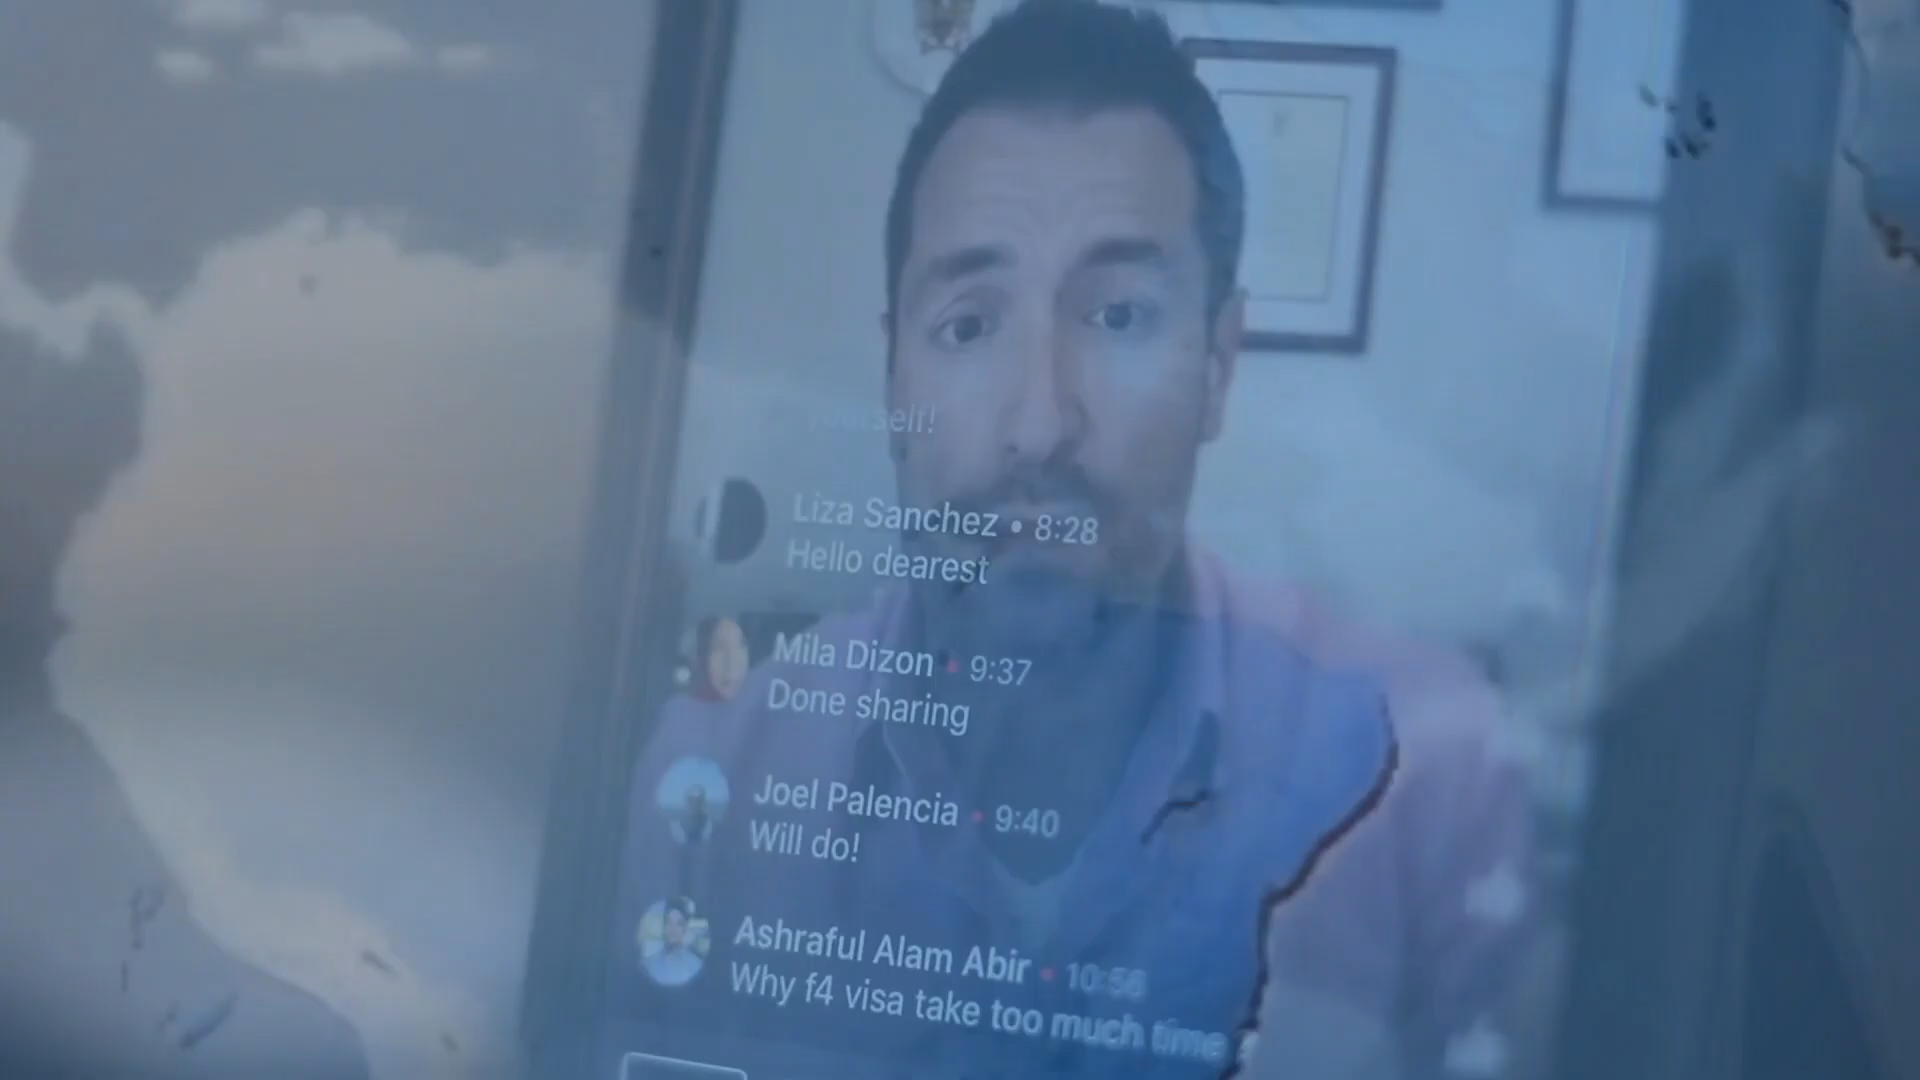 yourself!
Liza Sanchez • 8:28
Hello dearest
Mila Dizon • 9:37
Done sharing
Joel Palencia • 9:40
Will do!
Ashraful Alam Abir • 10:56
Why f4 visa take too much time